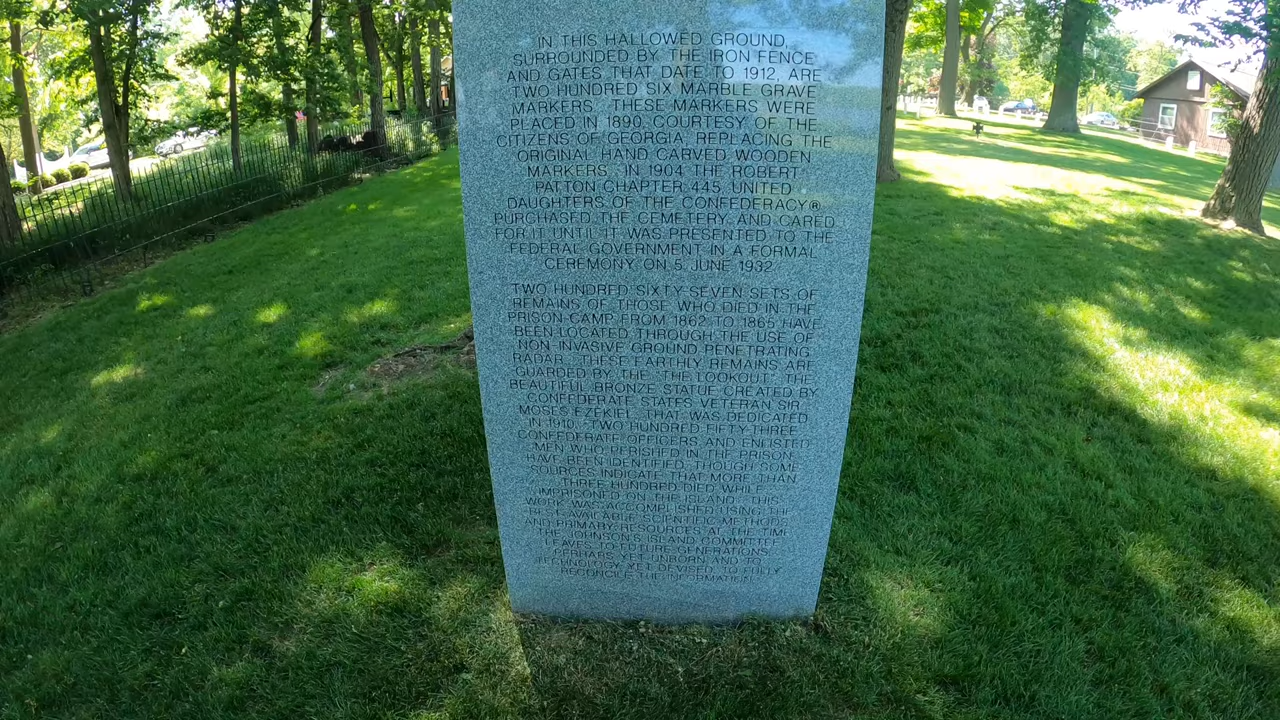 IN THIS HALLOWED GROUND,
SURROUNDED BY THE IRON FENCE
AND GATES THAT DATE TO 1912, ARE
TWO HUNDRED SIX MARBLE GRAVE
MARKERS. THESE MARKERS WERE
PLACED IN 1890, COURTESY OF THE
CITIZENS OF GEORGIA, REPLACING THE
ORIGINAL HAND CARVED WOODEN
MARKERS. IN 1904 THE ROBERT
PATTON CHAPTER 445, UNITED
DAUGHTERS OF THE CONFEDERACY®
PURCHASED THE CEMETERY AND CARED
FOR IT UNTIL IT WAS PRESENTED TO THE
FEDERAL GOVERNMENT IN A FORMAL
CEREMONY ON 5 JUNE 1932.
TWO HUNDRED SIXTY-SEVEN SETS OF
REMAINS OF THOSE WHO DIED IN THE
PRISON CAMP FROM 1862 TO 1865 HAVE
BEEN LOCATED THROUGH THE USE OF
NON INVASIVE GROUND PENETRATING
RADAR. THESE EARTHLY REMAINS ARE
GUARDED BY THE "THE LOOKOUT", THE
BEAUTIFUL BRONZE STATUE CREATED BY
CONFEDERATE STATES VETERAN SIR
MOSES EZEKIEL, THAT WAS DEDICATED
IN 1910. TWO HUNDRED FIFTY-THREE
CONFEDERATE OFFICERS AND ENLISTED
MEN WHO PERISHED IN THE PRISON
HAVE BEEN IDENTIFIED, THOUGH SOME
SOURCES INDICATE THAT MORE THAN
THREE HUNDRED DIED WHILE
IMPRISONED ON THE ISLAND. THIS
WORK WAS ACCOMPLISHED USING THE
BEST AVAILABLE SCIENTIFIC METHODS
AND PRIMARY RESOURCES AT THE TIME.
THE JOHNSON'S ISLAND COMMITTEE
LEAVES TO FUTURE GENERATIONS
PERHAPS YET UNBORN AND TO
TECHNOLOGY YET DEVISED, TO FULLY
RECONCILE THE INFORMATION.